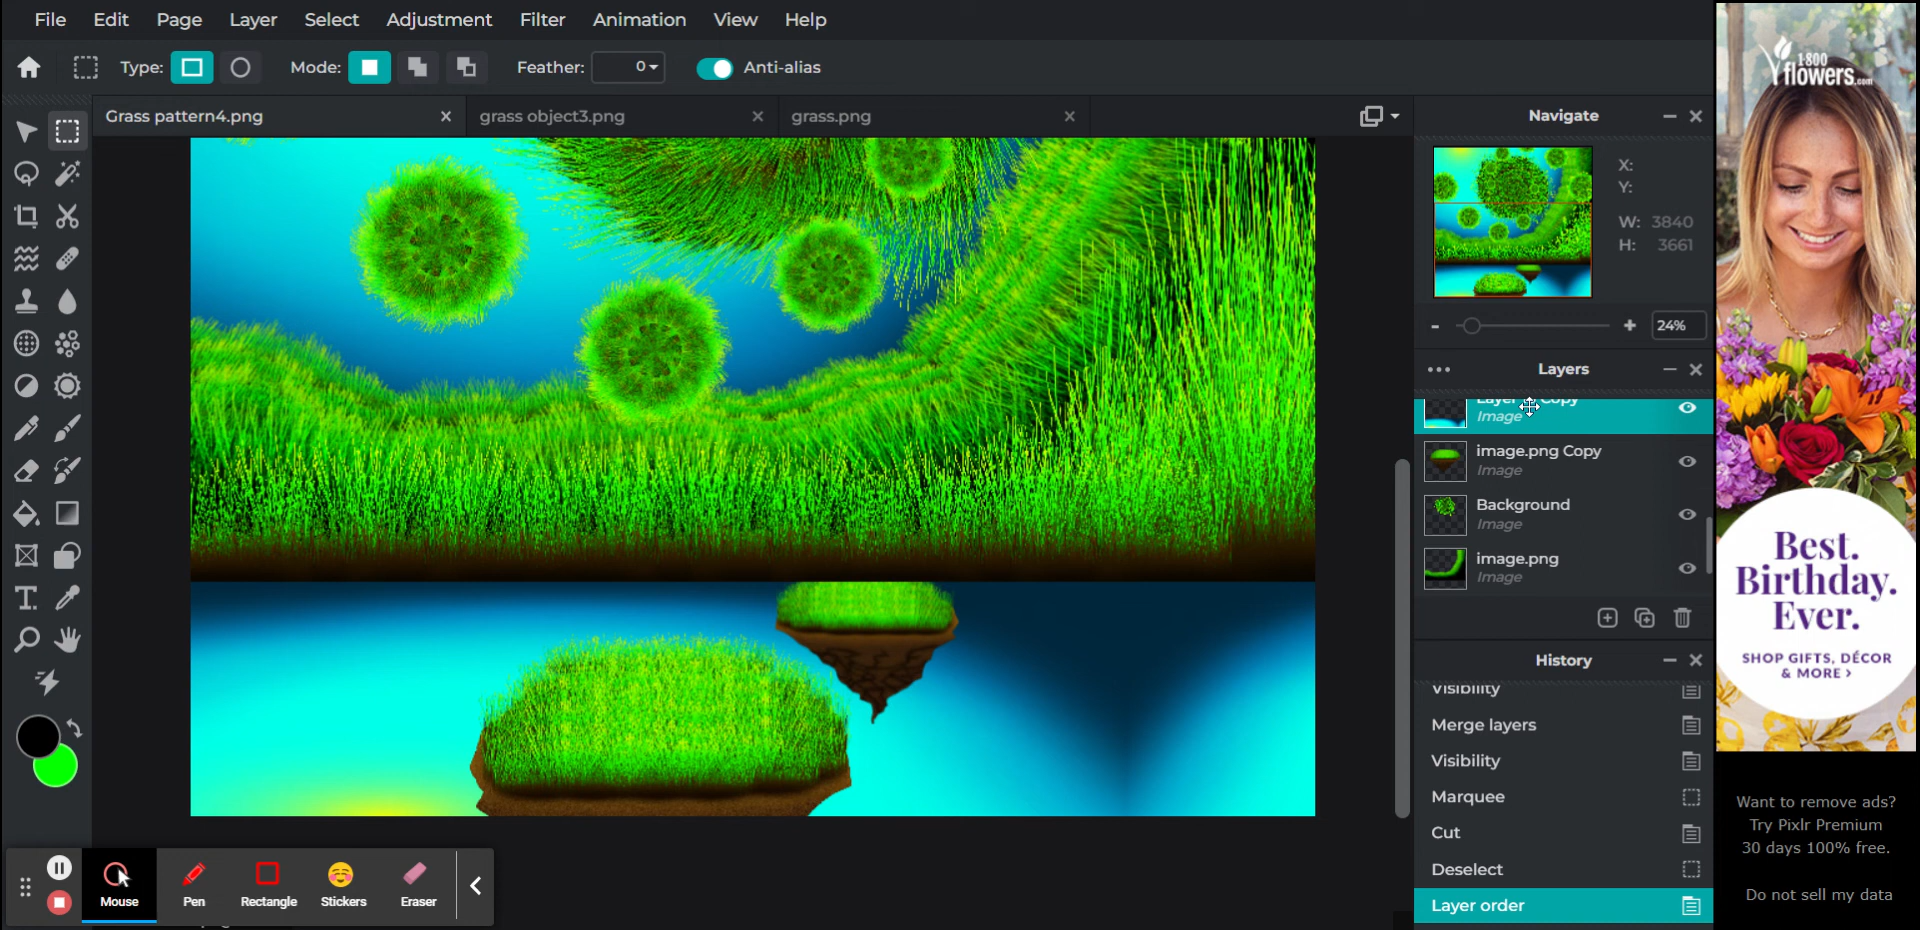 File Edit Page Layer Select Adjustment Filter Animation View Help
Type: Mode: Feather: 0 Anti-alias
Grass pattern4.png grass object3.png grass.png
Navigate
X:
Y:
W: 3840
H: 3661
- + 24%
Layers
Copy
Image
image.png Copy
Image
Background
Image
image.png
Image
History
Visibility
Merge layers
Visibility
Marquee
Cut
Deselect
Layer order
Mouse Pen Rectangle Stickers Eraser
1-800
flowers.com
Best.
Birthday.
Ever.
SHOP GIFTS, DÉCOR
& MORE >
Want to remove ads?
Try Pixlr Premium
30 days 100% free.
Do not sell my data